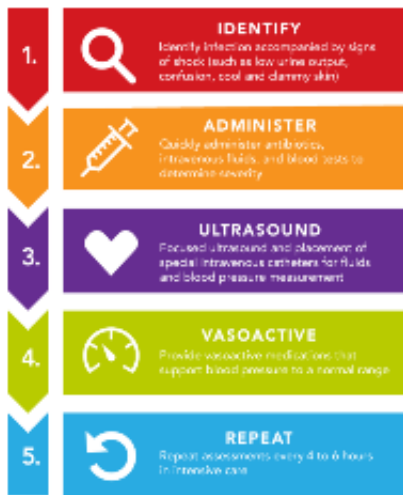 1.
IDENTIFY
Identify infection accompanied by signs
of shock (such as low urine output,
confusion, cool and clammy skin)
2.
ADMINISTER
Quickly administer antibiotics,
intravenous fluids, and blood tests to
determine severity
3.
ULTRASOUND
Focused ultrasound and placement of
special intravenous catheters for fluids
and blood pressure measurement
4.
VASOACTIVE
Provide vasoactive medications that
support blood pressure to a normal range
5.
REPEAT
Repeat assessments every 4 to 6 hours
in intensive care